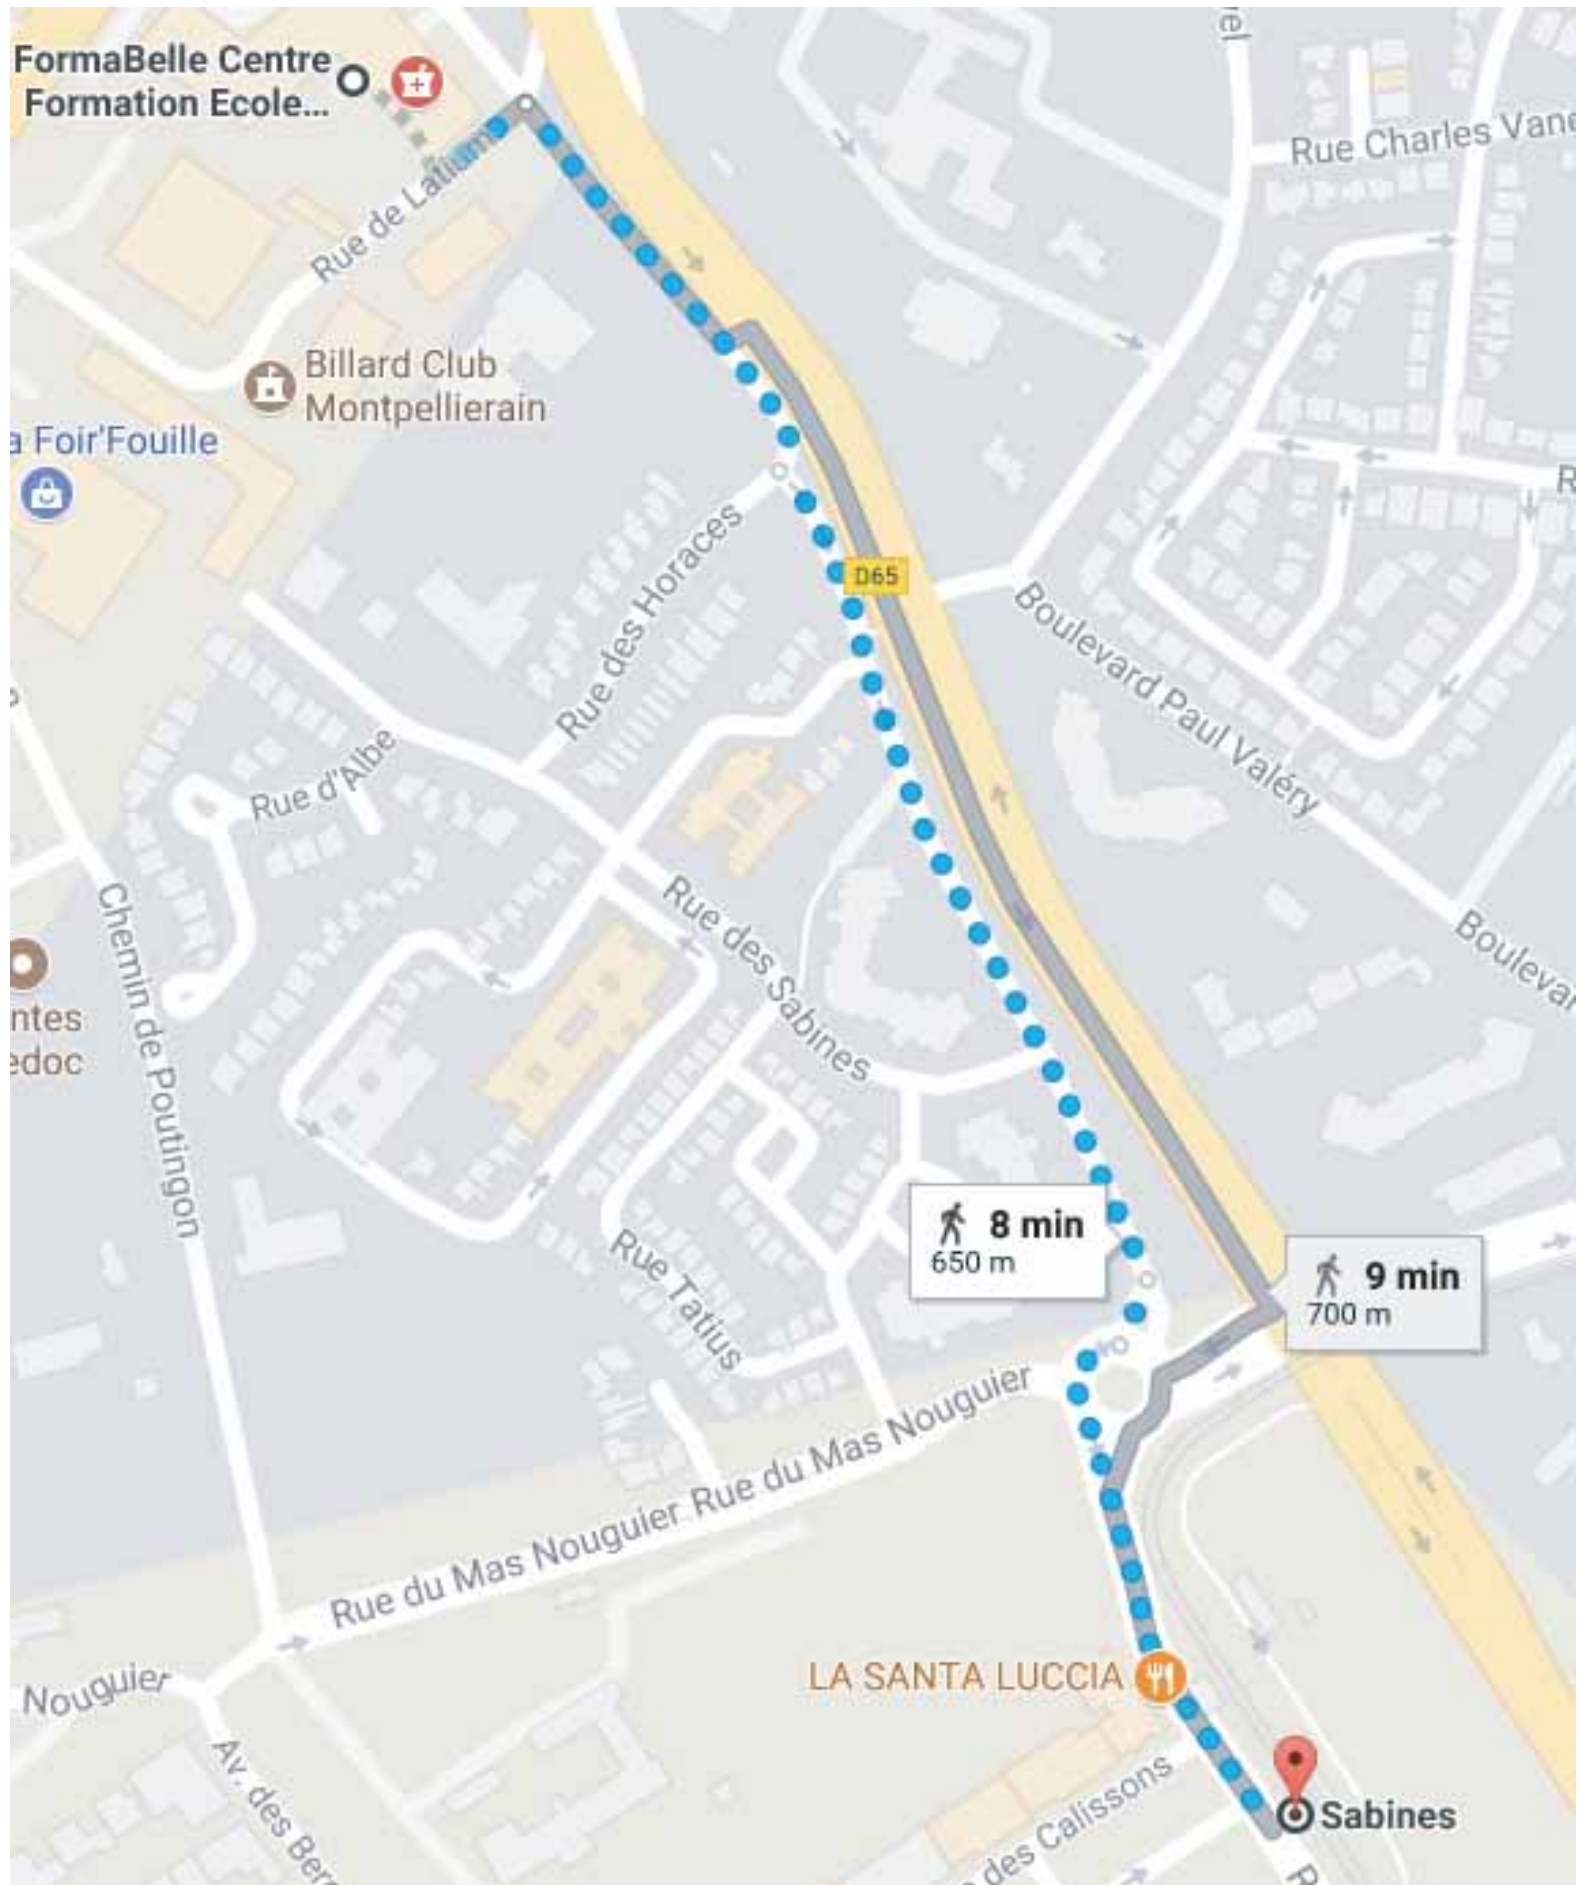 FormaBelle Centre
Formation Ecole...
Rue de Latium
Rue Charles Vane
Billard Club
Montpellierain
a Foir'Fouille
Rue des Horaces
D65
Boulevard Paul Valéry
Rue d'Albe
Rue des Sabines
Chemin de Poutingon
Boulevar
ntes
edoc
8 min
650 m
9 min
700 m
Rue Tatius
Rue du Mas Nouguier
Rue du Mas Nouguier
Nouguier
LA SANTA LUCCIA
Av. des Ber
des Calissons
Sabines
R
R